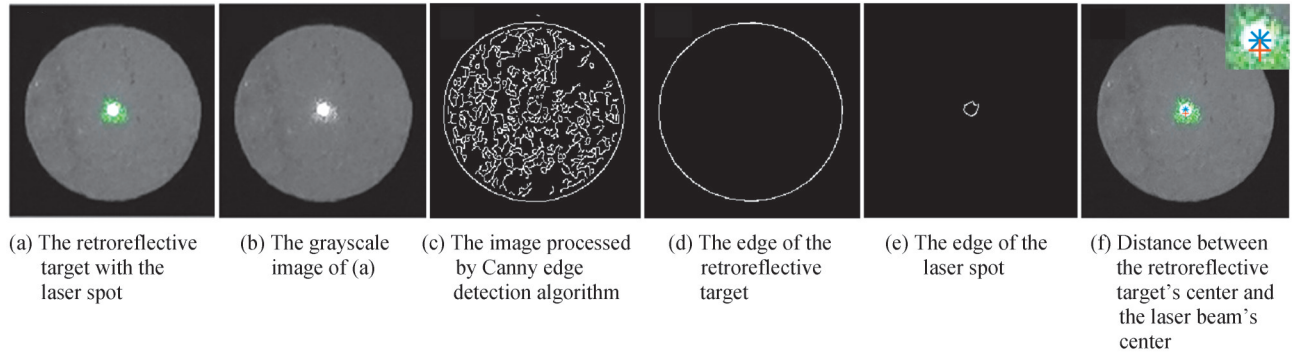 (a) The retroreflective
target with the
laser spot
(b) The grayscale
image of (a)
(c) The image processed
by Canny edge
detection algorithm
(d) The edge of the
retroreflective
target
(e) The edge of the
laser spot
(f) Distance between
the retroreflective
target's center and
the laser beam's
center